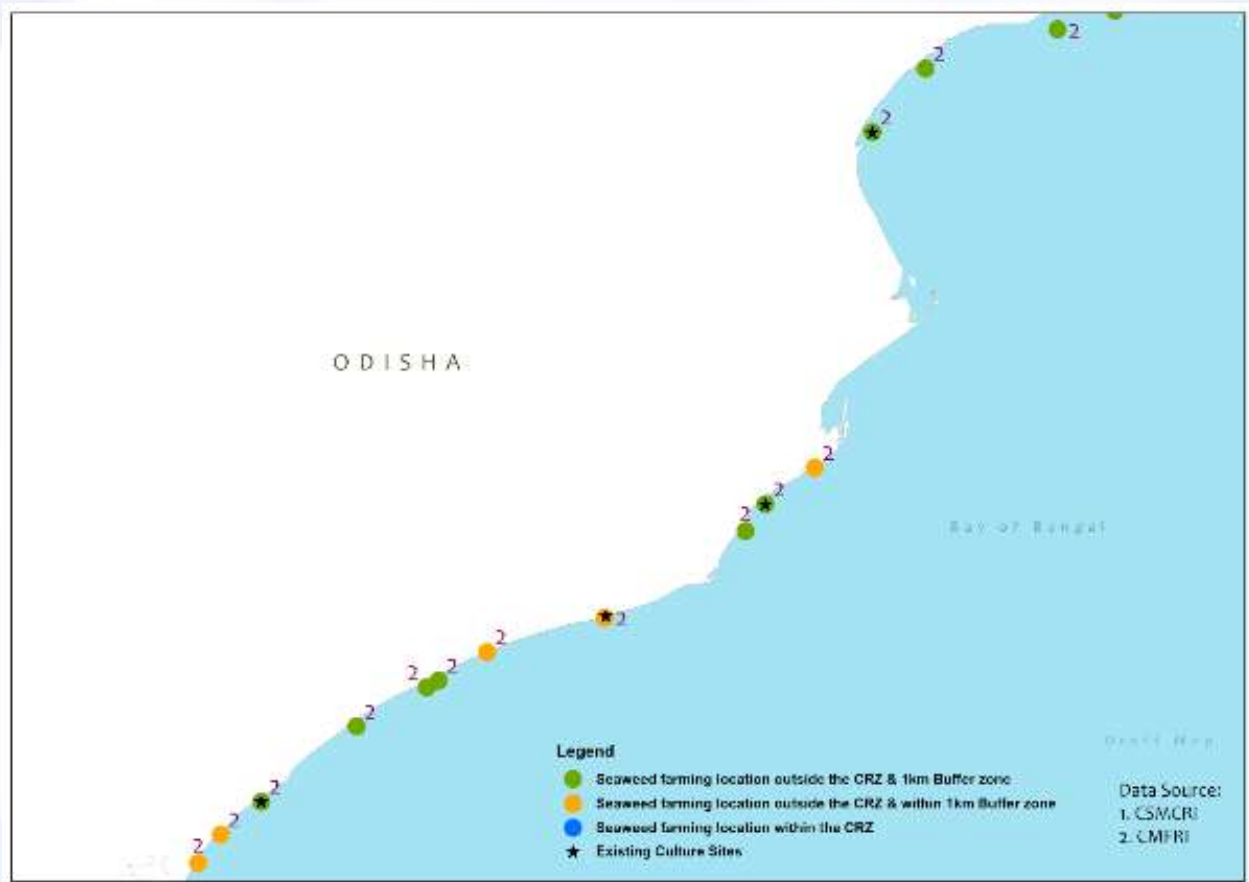 2
2
2
ODISHA
2
2
2
Bay of Bengal
2
2
2
2
2
2
2
2
Draft Map
Legend
Seaweed farming location outside the CRZ & 1km Buffer zone
Seaweed farming location outside the CRZ & within 1km Buffer zone
Seaweed farming location within the CRZ
Existing Culture Sites
Data Source:
1. CSMCRI
2. CMFRI